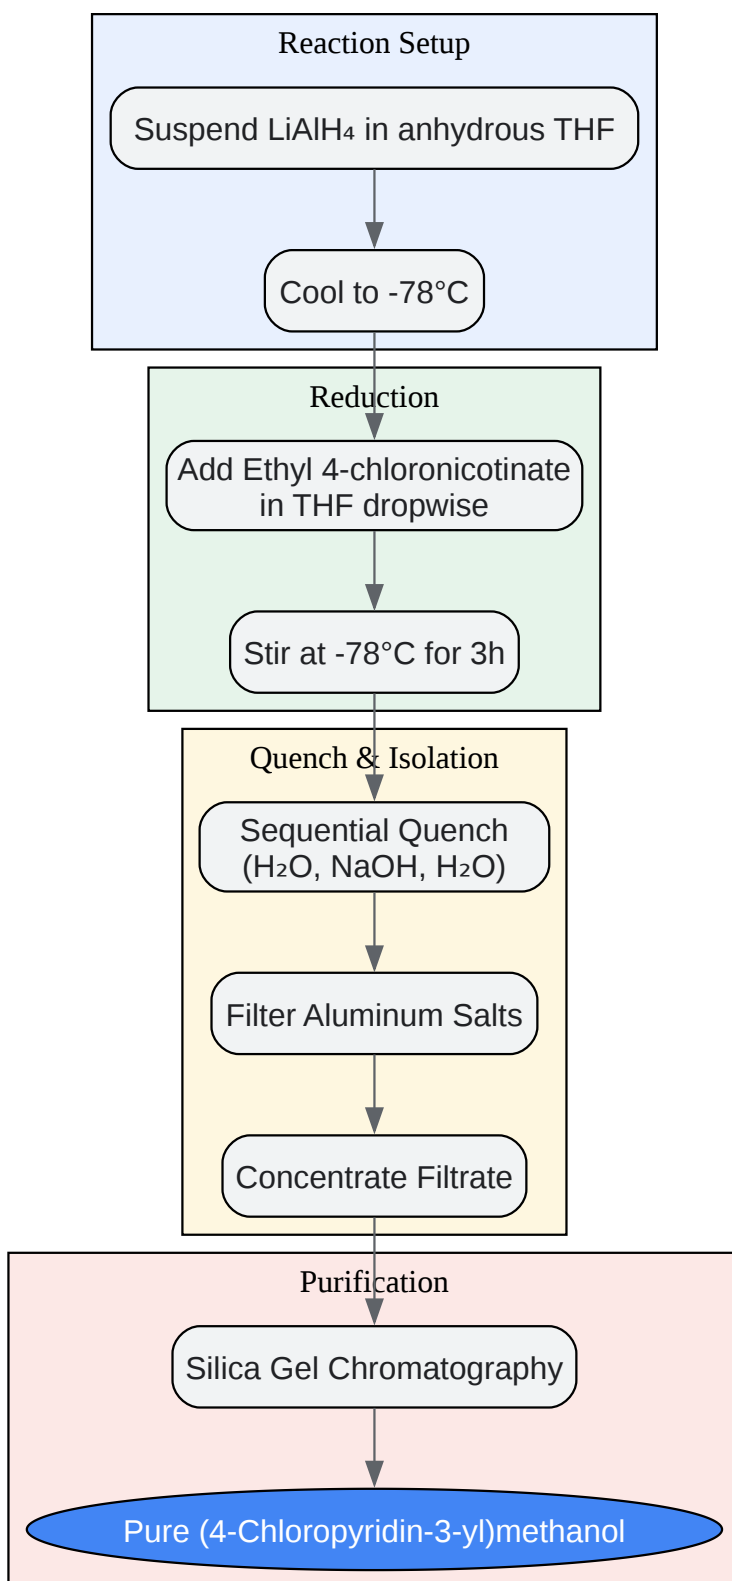 Reaction Setup
Suspend LiAlH₄ in anhydrous THF
Cool to -78°C
Reduction
Add Ethyl 4-chloronicotinate
in THF dropwise
Stir at -78°C for 3h
Quench & Isolation
Sequential Quench
(H₂O, NaOH, H₂O)
Filter Aluminum Salts
Concentrate Filtrate
Purification
Silica Gel Chromatography
Pure (4-Chloropyridin-3-yl)methanol